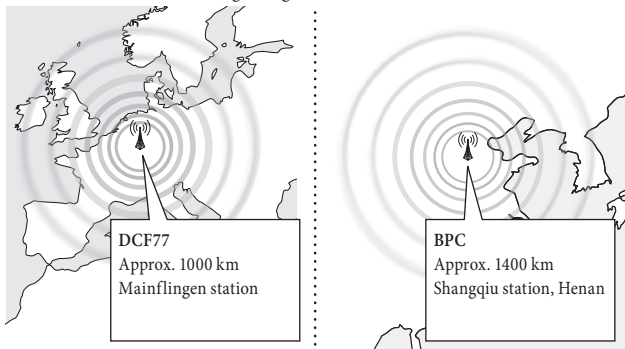 DCF77
Approx. 1000 km
Mainflingen station
BPC
Approx. 1400 km
Shangqiu station, Henan